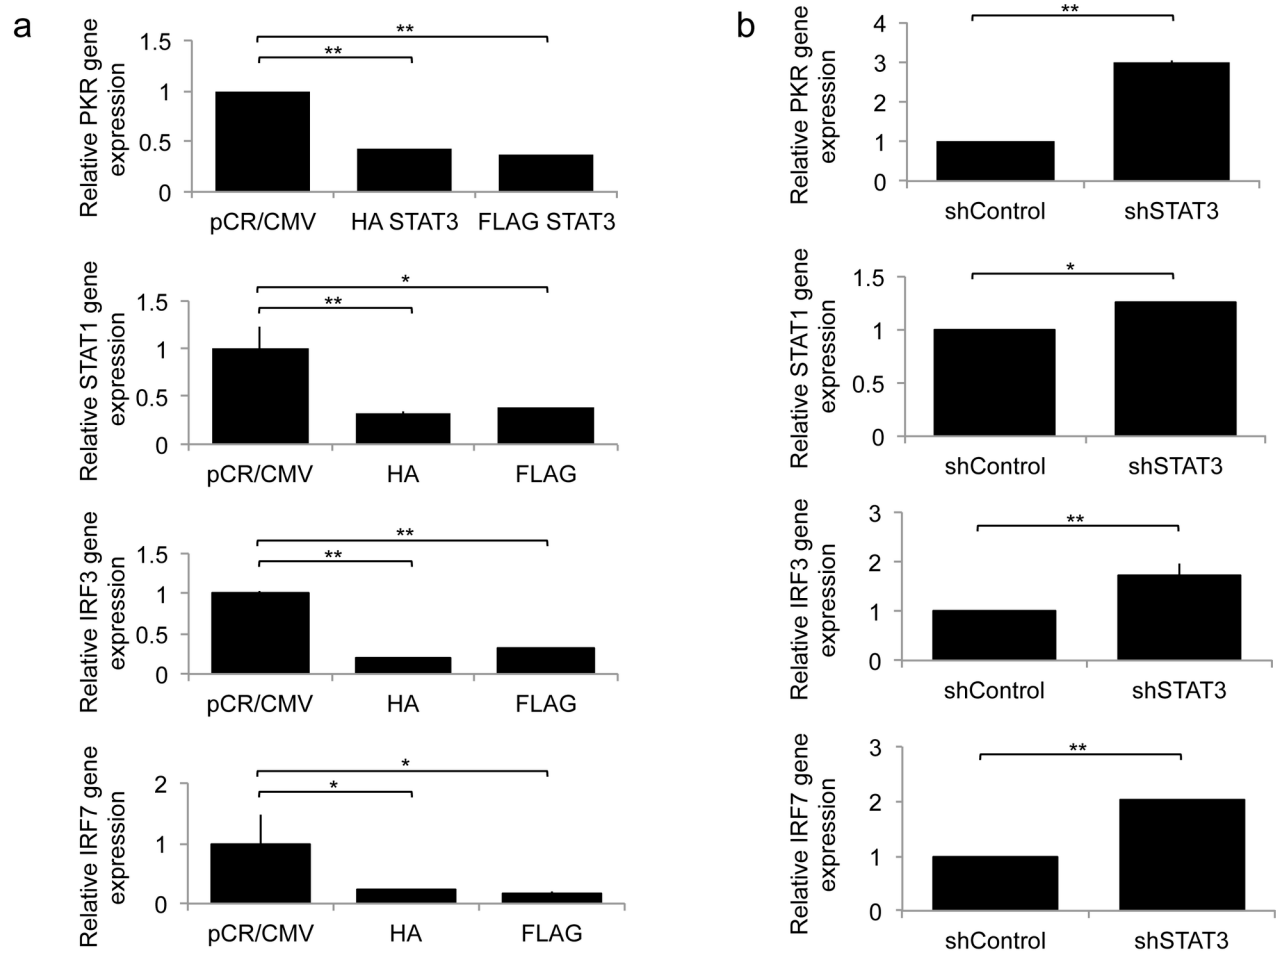 a
Relative PKR gene
expression
1.5
1
0.5
0
**
**
pCR/CMV HA STAT3 FLAG STAT3
Relative STAT1 gene
expression
1.5
1
0.5
0
*
**
pCR/CMV HA FLAG
Relative IRF3 gene
expression
1.5
1
0.5
0
**
**
pCR/CMV HA FLAG
Relative IRF7 gene
expression
2
1
0
*
*
pCR/CMV HA FLAG
b
Relative PKR gene
expression
4
3
2
1
0
**
shControl shSTAT3
Relative STAT1 gene
expression
1.5
1
0.5
0
*
shControl shSTAT3
Relative IRF3 gene
expression
3
2
1
0
**
shControl shSTAT3
Relative IRF7 gene
expression
3
2
1
0
**
shControl shSTAT3